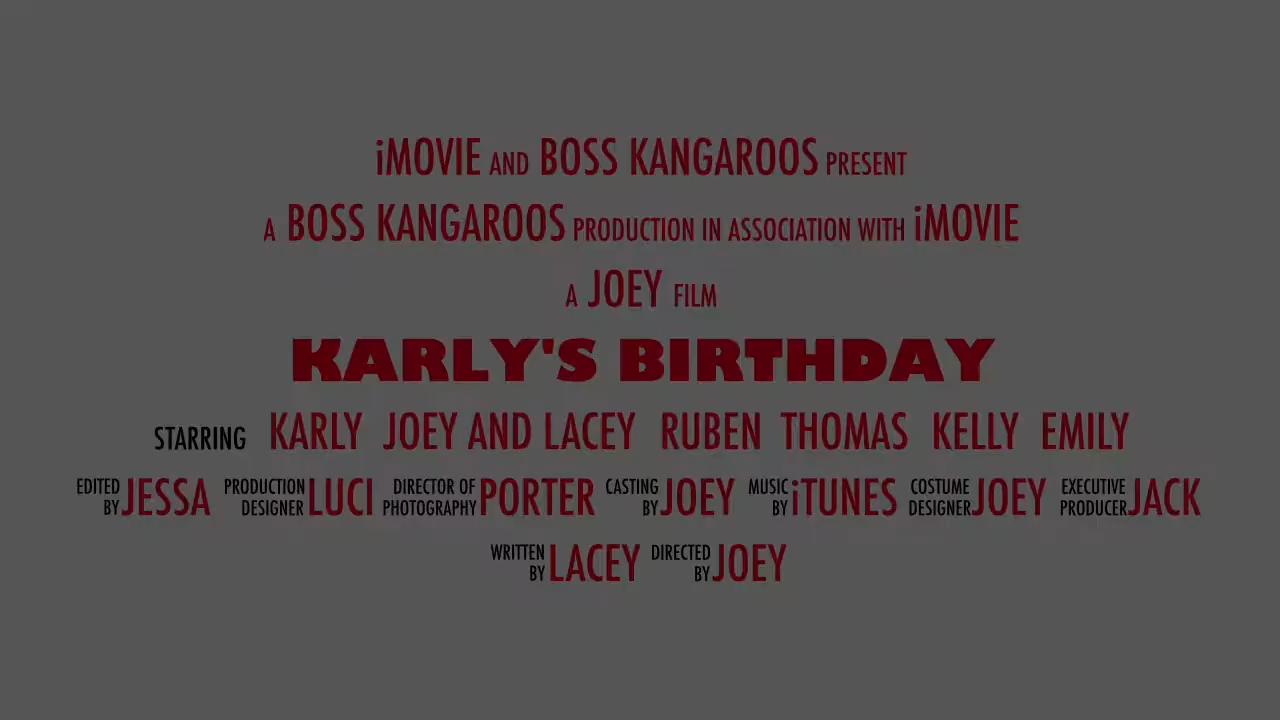 iMOVIE AND BOSS KANGAROOS PRESENT
A BOSS KANGAROOS PRODUCTION IN ASSOCIATION WITH iMOVIE
A JOEY FILM
KARLY'S BIRTHDAY
STARRING KARLY JOEY AND LACEY RUBEN THOMAS KELLY EMILY
EDITED BY JESSA PRODUCTION DESIGNER LUCI DIRECTOR OF PHOTOGRAPHY PORTER CASTING BY JOEY MUSIC BY iTUNES COSTUME DESIGNER JOEY EXECUTIVE PRODUCER JACK
WRITTEN BY LACEY DIRECTED BY JOEY